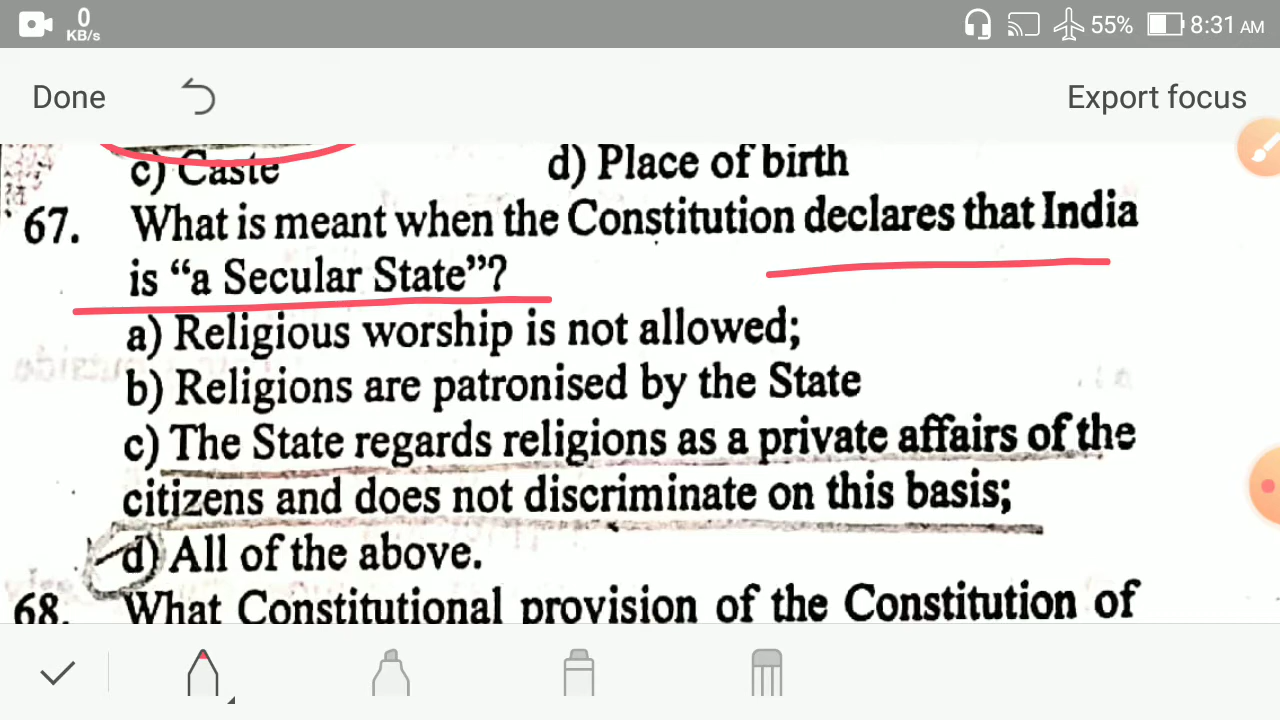 0
KB/s
55%
8:31 AM
Done
Export focus
c) Caste d) Place of birth
67. What is meant when the Constitution declares that India
is “a Secular State”?
a) Religious worship is not allowed;
b) Religions are patronised by the State
c) The State regards religions as a private affairs of the
citizens and does not discriminate on this basis;
d) All of the above.
68. What Constitutional provision of the Constitution of